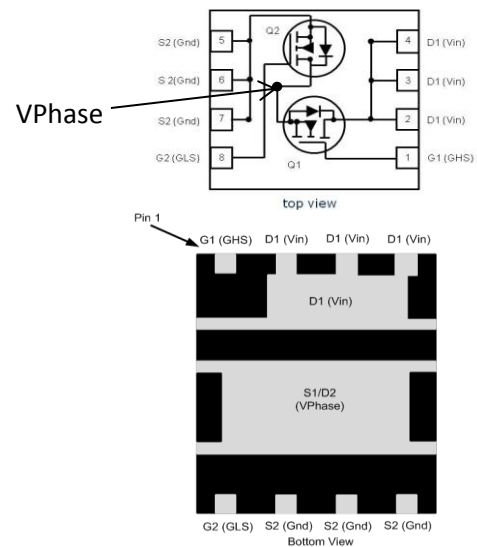 S2 (Gnd) 5 Q2 4 D1 (Vin)
S 2(Gnd) 6 3 D1 (Vin)
VPhase
S2 (Gnd) 7 2 D1 (Vin)
G2 (GLS) 8 Q1 1 G1 (GHS)
top view
Pin 1
G1 (GHS) D1 (Vin) D1 (Vin) D1 (Vin)
D1 (Vin)
S1/D2
(VPhase)
G2 (GLS) S2 (Gnd) S2 (Gnd) S2 (Gnd)
Bottom View